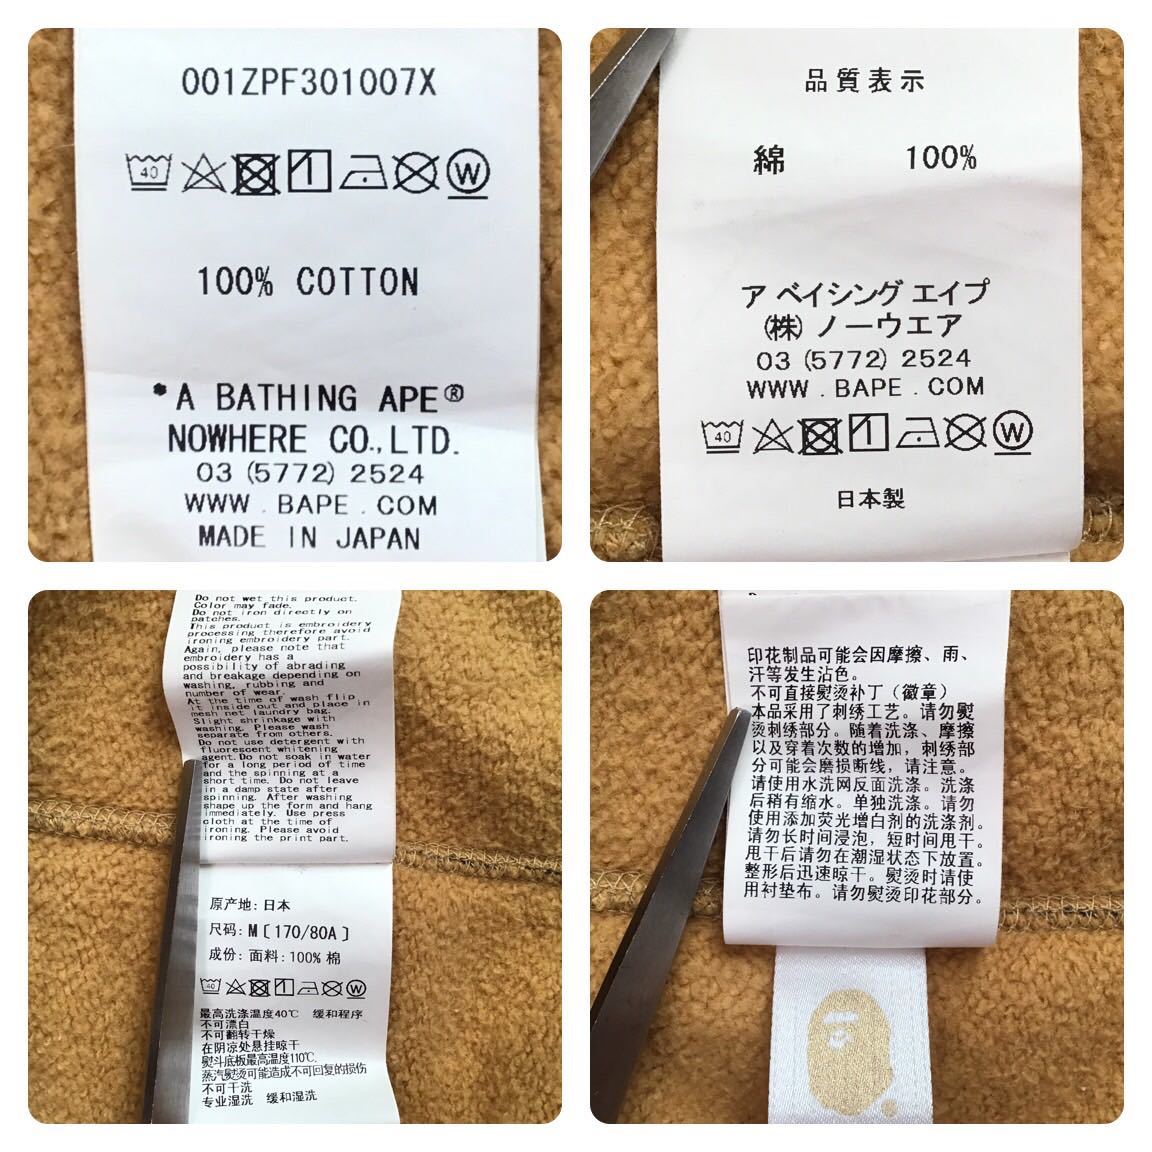 001ZPF301007X
40
W
100% COTTON
*A BATHING APE®
NOWHERE CO.,LTD.
03 (5772) 2524
WWW . BAPE . COM
MADE IN JAPAN
品質表示
綿 100%
ア ベイシング エイプ
(株) ノーウエア
03 (5772) 2524
WWW . BAPE . COM
40
W
日本製
Do not wet this product.
Color may fade.
Do not iron directly on
patches.
This product is embroidery
processing therefore avoid
ironing embroidery part.
Again, please note that
embroidery has a
possibility of abrading
and breakage depending on
washing, rubbing and
number of wear.
At the time of wash flip
it inside out and place in
mesh net laundry bag.
Slight shrinkage with
washing. Please wash
separate from others.
Do not use detergent with
fluorescent whitening
agent.Do not soak in water
for a long period of time
and the spinning at a
short time. Do not leave
in a damp state after
spinning. After washing
shape up the form and hang
immediately. Use press
cloth at the time of
ironing. Please avoid
ironing the print part.
原产地: 日本
尺码: M [ 170/80A ]
成份: 面料: 100% 棉
40
W
最高洗涤温度40℃ 缓和程序
不可漂白
不可翻转干燥
在阴凉处悬挂晾干
熨斗底板最高温度110℃.
蒸汽熨烫可能造成不可回复的损伤
不可干洗
专业湿洗 缓和湿洗
印花制品可能会因摩擦、雨、
汗等发生沾色。
不可直接熨烫补丁（徽章）
本品采用了刺绣工艺。请勿熨
烫刺绣部分。随着洗涤、摩擦
以及穿着次数的增加，刺绣部
分可能会磨损断线，请注意。
请使用水洗网反面洗涤。洗涤
后稍有缩水。单独洗涤。请勿
使用添加荧光增白剂的洗涤剂。
请勿长时间浸泡，短时间甩干。
甩干后请勿在潮湿状态下放置。
整形后迅速晾干。熨烫时请使
用衬垫布。请勿熨烫印花部分。
®